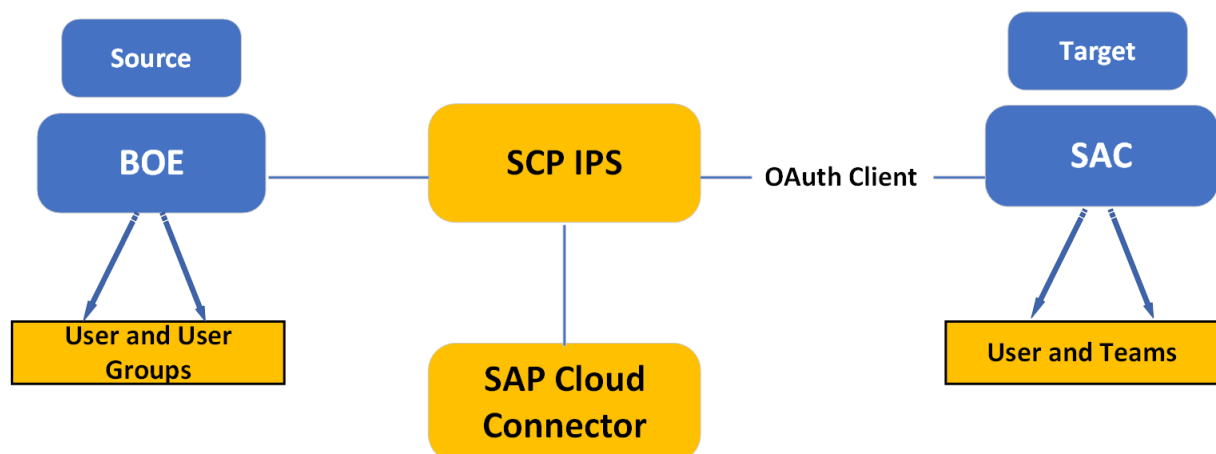 Source
Target
BOE
SCP IPS
OAuth Client
SAC
User and User
Groups
SAP Cloud
Connector
User and Teams